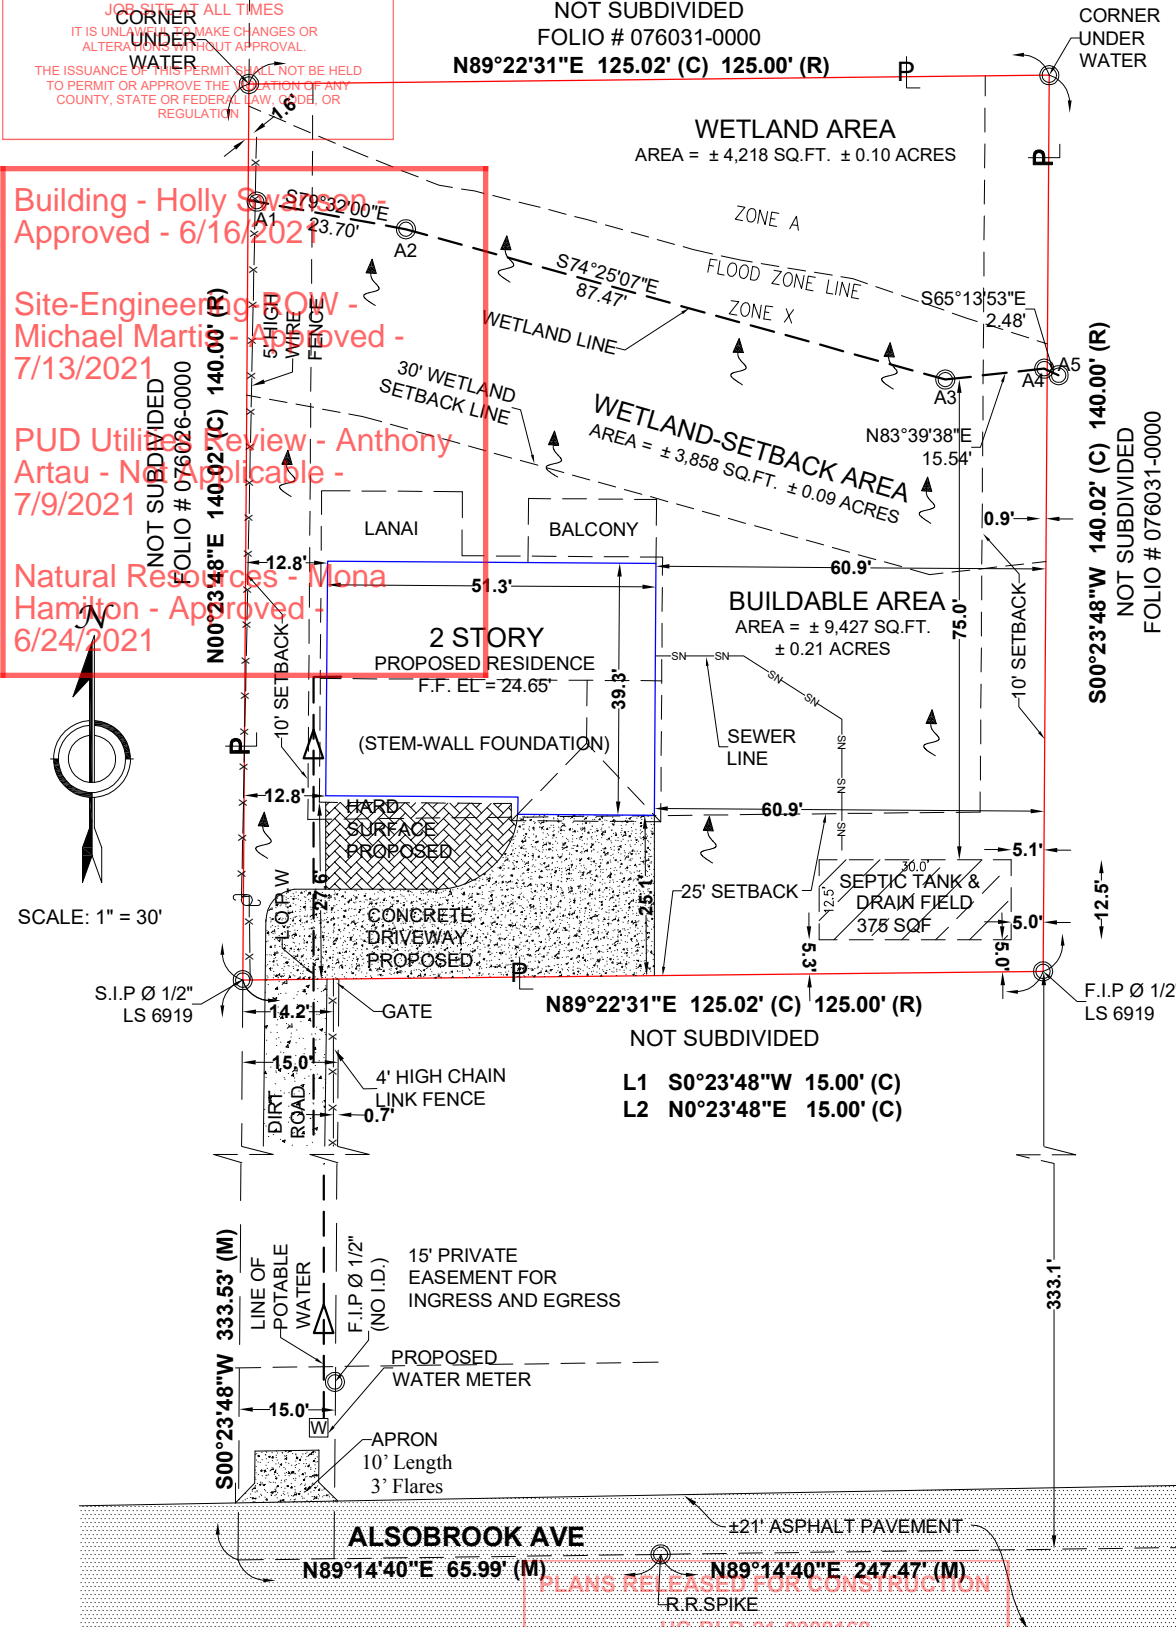 JOB SITE AT ALL TIMES
IT IS UNLAWFUL TO MAKE CHANGES OR
ALTERATIONS WITHOUT APPROVAL.
THE ISSUANCE OF THIS PERMIT SHALL NOT BE HELD
TO PERMIT OR APPROVE THE VIOLATION OF ANY
COUNTY, STATE OR FEDERAL LAW, CODE, OR
REGULATION
CORNER
UNDER
WATER
NOT SUBDIVIDED
FOLIO # 076031-0000
N89°22'31"E 125.02' (C) 125.00' (R)
P
CORNER
UNDER
WATER
1.6'
WETLAND AREA
AREA = ± 4,218 SQ.FT. ± 0.10 ACRES
P
Building - Holly Swanson -
Approved - 6/16/2021
Site-Engineering-ROW -
Michael Martis - Approved -
7/13/2021
PUD Utilities Review - Anthony
Artau - Not Applicable -
7/9/2021
Natural Resources - Mona
Hamilton - Approved -
6/24/2021
A1
S79°32'00"E
23.70'
A2
ZONE A
FLOOD ZONE LINE
ZONE X
S74°25'07"E
87.47'
WETLAND LINE
S65°13'53"E
2.48'
A3
A4
A5
N83°39'38"E
15.54'
5' HIGH
WIRE
FENCE
30' WETLAND
SETBACK LINE
WETLAND-SETBACK AREA
AREA = ± 3,858 SQ.FT. ± 0.09 ACRES
0.9'
NOT SUBDIVIDED
FOLIO # 076026-0000
N00°23'48"E 140.02' (C) 140.00' (R)
S00°23'48"W 140.02' (C) 140.00' (R)
NOT SUBDIVIDED
FOLIO # 076031-0000
LANAI
BALCONY
12.8'
51.3'
60.9'
BUILDABLE AREA
AREA = ± 9,427 SQ.FT.
± 0.21 ACRES
75.0'
2 STORY
PROPOSED RESIDENCE
F.F. EL = 24.65'
39.3'
(STEM-WALL FOUNDATION)
10' SETBACK
10' SETBACK
SN
SN
SN
SN
SN
SN
SN
SEWER
LINE
N
P
SCALE: 1" = 30'
12.8'
60.9'
HARD
SURFACE
PROPOSED
27.6'
L.O.P.W
25.1'
25' SETBACK
CONCRETE
DRIVEWAY
PROPOSED
30.0'
12.5'
SEPTIC TANK &
DRAIN FIELD
375 SQF
5.1'
5.0'
12.5'
5.3'
5.0'
P
S.I.P Ø 1/2"
LS 6919
14.2'
GATE
N89°22'31"E 125.02' (C) 125.00' (R)
F.I.P Ø 1/2"
LS 6919
NOT SUBDIVIDED
15.0'
4' HIGH CHAIN
LINK FENCE
0.7'
DIRT
ROAD
L1 S0°23'48"W 15.00' (C)
L2 N0°23'48"E 15.00' (C)
S00°23'48"W 333.53' (M)
LINE OF
POTABLE
WATER
F.I.P Ø 1/2"
(NO I.D.)
15' PRIVATE
EASEMENT FOR
INGRESS AND EGRESS
333.1'
PROPOSED
WATER METER
15.0'
W
APRON
10' Length
3' Flares
ALSOBROOK AVE
±21' ASPHALT PAVEMENT
N89°14'40"E 65.99' (M)
N89°14'40"E 247.47' (M)
PLANS RELEASED FOR CONSTRUCTION
R.R.SPIKE